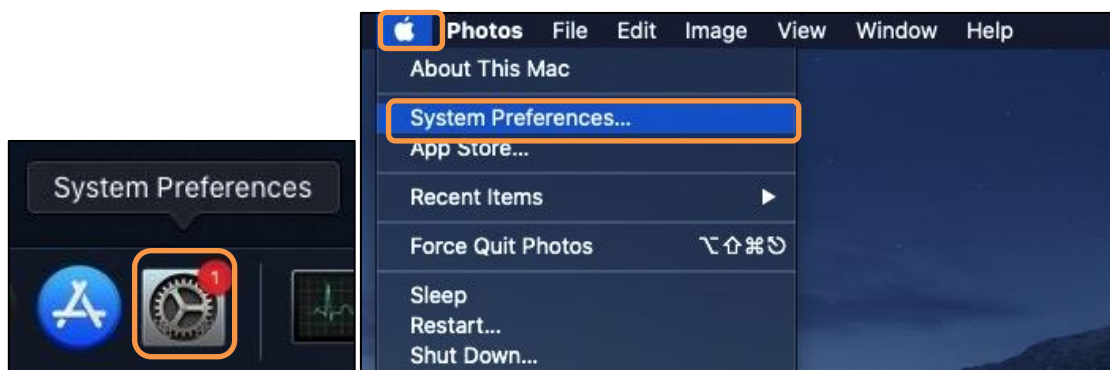 System Preferences
1
Photos File Edit Image View Window Help
About This Mac
System Preferences...
App Store...
Recent Items ▶
Force Quit Photos ⌥⇧⌘⎋
Sleep
Restart...
Shut Down...